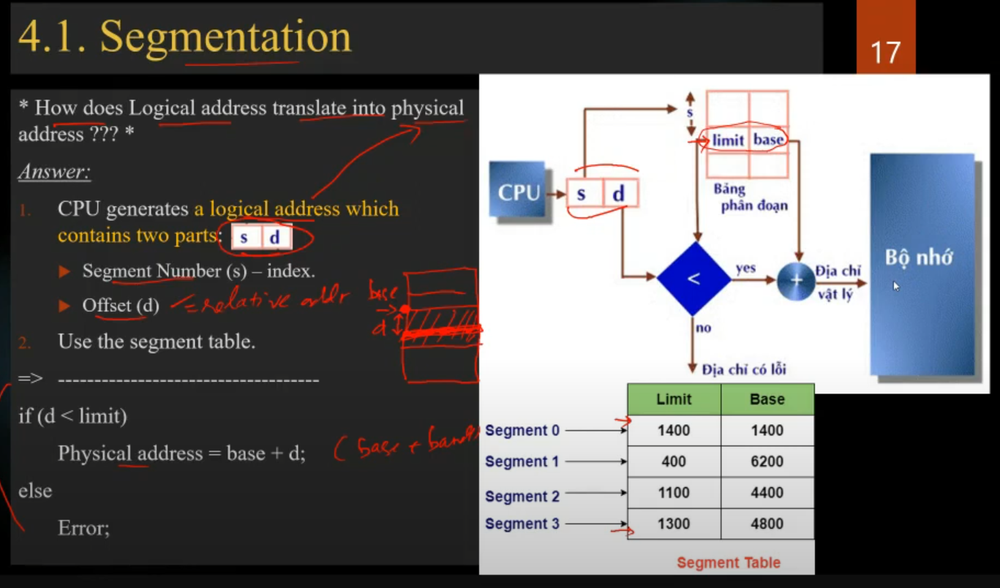 4.1. Segmentation
17
* How does Logical address translate into physical
address ??? *
Answer:
1. CPU generates a logical address which
contains two parts: s d
Segment Number (s) – index.
Offset (d) = relative addr
base
d
2. Use the segment table.
=> ------------------------------------
if (d < limit)
Physical address = base + d; (base +
else
Error;
s
limit base
CPU
s d
Bảng
phân đoạn
<
yes
+
Địa chỉ
vật lý
Bộ nhớ
no
Địa chỉ có lỗi
Limit Base
Segment 0 1400 1400
Segment 1 400 6200
Segment 2 1100 4400
Segment 3 1300 4800
Segment Table